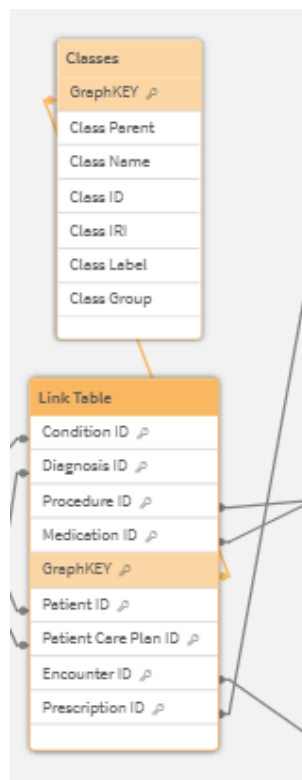 Classes
GraphKEY
Class Parent
Class Name
Class ID
Class IRI
Class Label
Class Group
Link Table
Condition ID
Diagnosis ID
Procedure ID
Medication ID
GraphKEY
Patient ID
Patient Care Plan ID
Encounter ID
Prescription ID